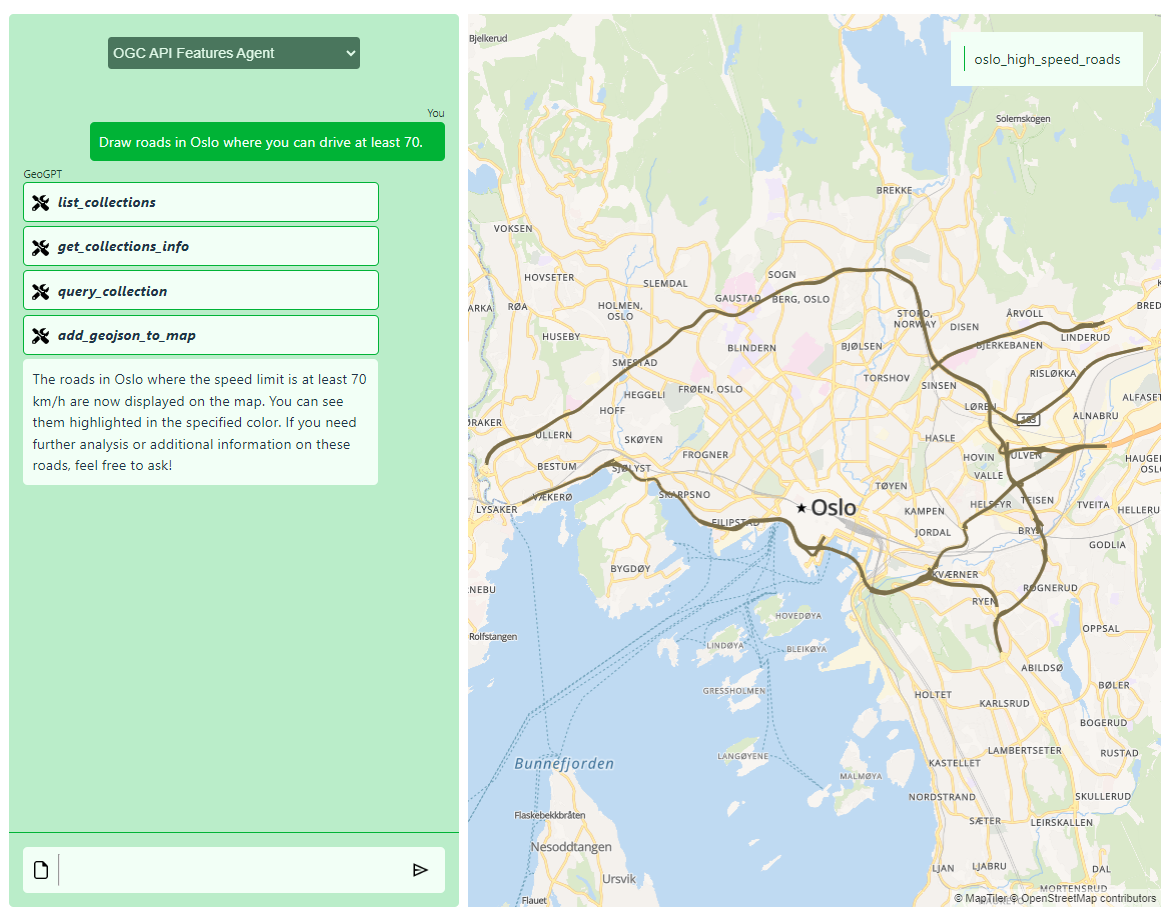 OGC API Features Agent
You
Draw roads in Oslo where you can drive at least 70.
GeoGPT
list_collections
get_collections_info
query_collection
add_geojson_to_map
The roads in Oslo where the speed limit is at least 70
km/h are now displayed on the map. You can see
them highlighted in the specified color. If you need
further analysis or additional information on these
roads, feel free to ask!
oslo_high_speed_roads
Bjelkerud
Solemskogen
BREKKE
VOKSEN
SOGN
HOVSETER
SLEMDAL
GAUSTAD
BERG, OSLO
ARKA
RØA
HOLMEN,
OSLO
STORO,
NORWAY
ÅRVOLL
BRED
DISEN
LINDERUD
HUSEBY
BLINDERN
BJØLSEN
BJERKEBANEN
SMESTAD
RISLØKKA
TORSHOV
SINSEN
FRØEN, OSLO
HEGGELI
ALFASET
HOFF
LØREN
163
ALNABRU
ØRAKER
ULLERN
SKØYEN
HASLE
FROGNER
HOVIN
ULVEN
HAUGE
OSLO
BESTUM
SJØLYST
VALLE
TØYEN
VÆKERØ
SKARPSNO
HELSFYR
TEISEN
TVEITA
HELLERU
LYSAKER
Oslo
KAMPEN
FILIPSTAD
JORDAL
BRYN
GODLIA
BYGDØY
KVÆRNER
RØGNERUD
RYEN
NEBU
HOVEDØYA
OPPSAL
Rolfstangen
LINDØYA
BLEIKØYA
ABILDSØ
GRESSHOLMEN
BØLER
HOLTET
KARLSRUD
BOGERUD
LANGØYENE
LAMBERTSETER
RUSTAD
Bunnefjorden
KASTELLET
MALMØYA
NORDSTRAND
SKULLERUD
Flaskebekkbråten
SÆTER
LEIRSKALLEN
Nesoddtangen
LJAN
LJABRU
DAL
Ursvik
MORTENSRUD
Flauet
© MapTiler © OpenStreetMap contributors